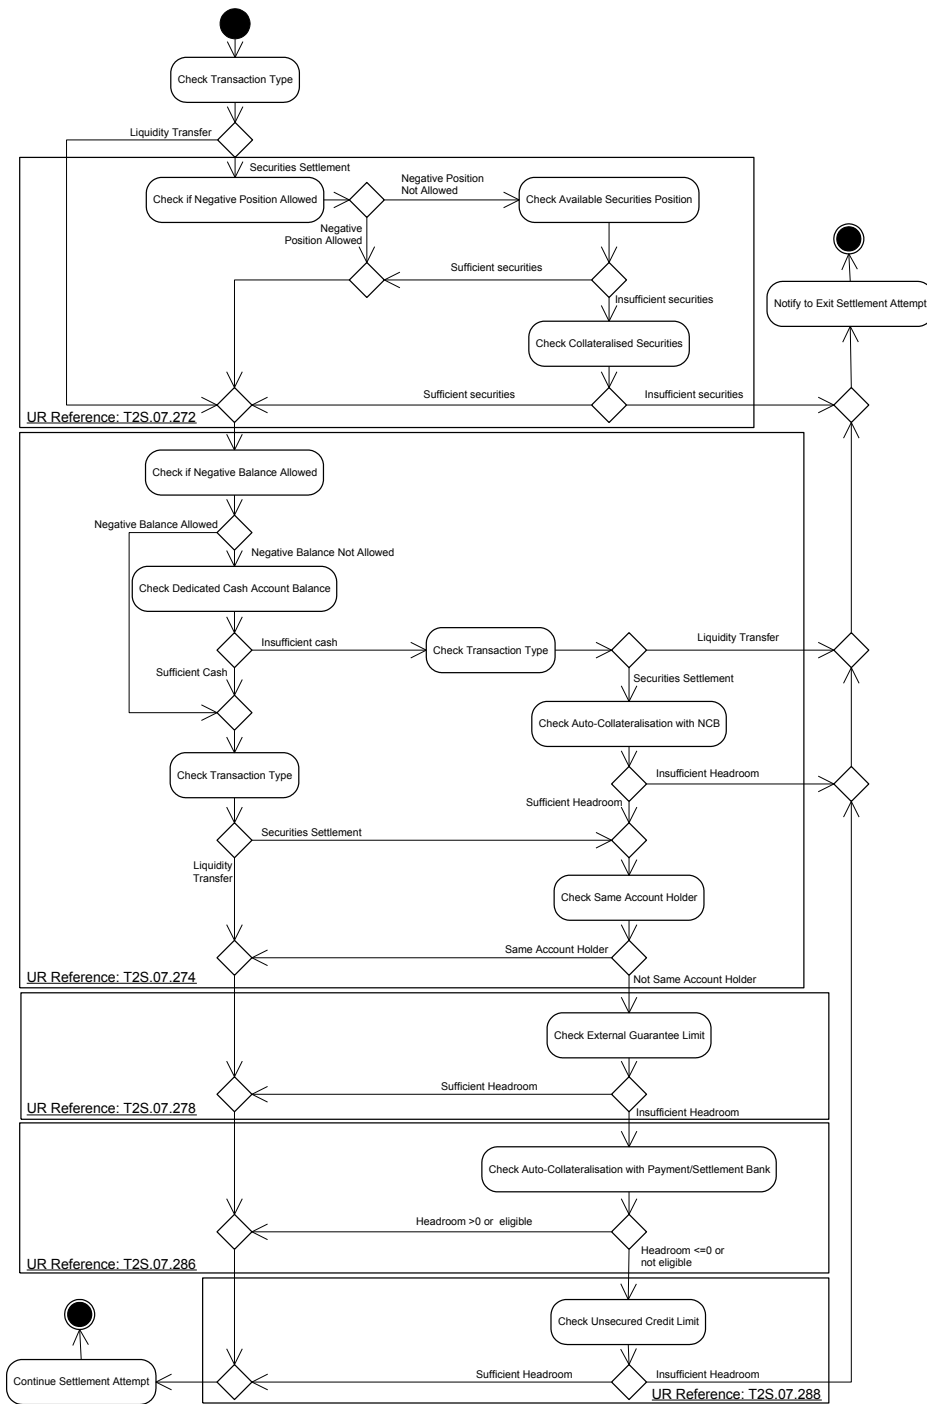 Check Transaction Type
Liquidity Transfer
Securities Settlement
Check if Negative Position Allowed
Negative Position
Not Allowed
Check Available Securities Position
Negative
Position Allowed
Sufficient securities
Insufficient securities
Notify to Exit Settlement Attempt
Check Collateralised Securities
Sufficient securities
Insufficient securities
UR Reference: T2S.07.272
Check if Negative Balance Allowed
Negative Balance Allowed
Negative Balance Not Allowed
Check Dedicated Cash Account Balance
Insufficient cash
Check Transaction Type
Liquidity Transfer
Sufficient Cash
Securities Settlement
Check Auto-Collateralisation with NCB
Check Transaction Type
Insufficient Headroom
Sufficient Headroom
Securities Settlement
Liquidity
Transfer
Check Same Account Holder
Same Account Holder
Not Same Account Holder
UR Reference: T2S.07.274
Check External Guarantee Limit
Sufficient Headroom
Insufficient Headroom
UR Reference: T2S.07.278
Check Auto-Collateralisation with Payment/Settlement Bank
Headroom >0 or  eligible
Headroom <=0 or
not eligible
UR Reference: T2S.07.286
Check Unsecured Credit Limit
Continue Settlement Attempt
Sufficient Headroom
Insufficient Headroom
UR Reference: T2S.07.288